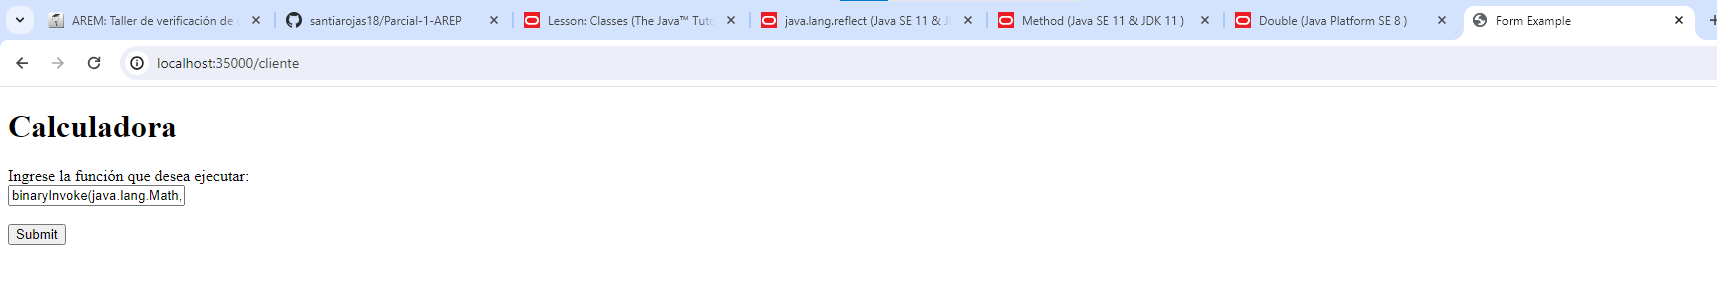 AREM: Taller de verificación de
santiarojas18/Parcial-1-AREP
Lesson: Classes (The Java™ Tuto
java.lang.reflect (Java SE 11 & J
Method (Java SE 11 & JDK 11 )
Double (Java Platform SE 8 )
Form Example
localhost:35000/cliente
Calculadora
Ingrese la función que desea ejecutar:
binaryInvoke(java.lang.Math,
Submit